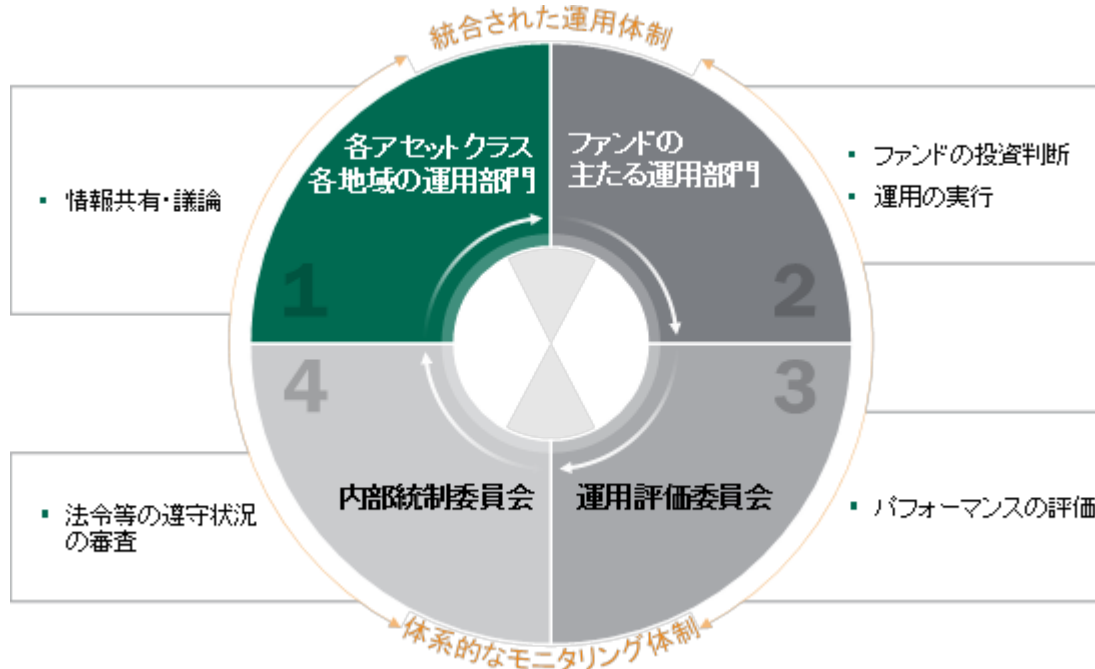 統合された運用体制
各アセットクラス
各地域の運用部門
ファンドの
主たる運用部門
▪ 情報共有・議論
▪ ファンドの投資判断
▪ 運用の実行
1
2
4
3
内部統制委員会
運用評価委員会
▪ 法令等の遵守状況
の審査
▪ パフォーマンスの評価
体系的なモニタリング体制